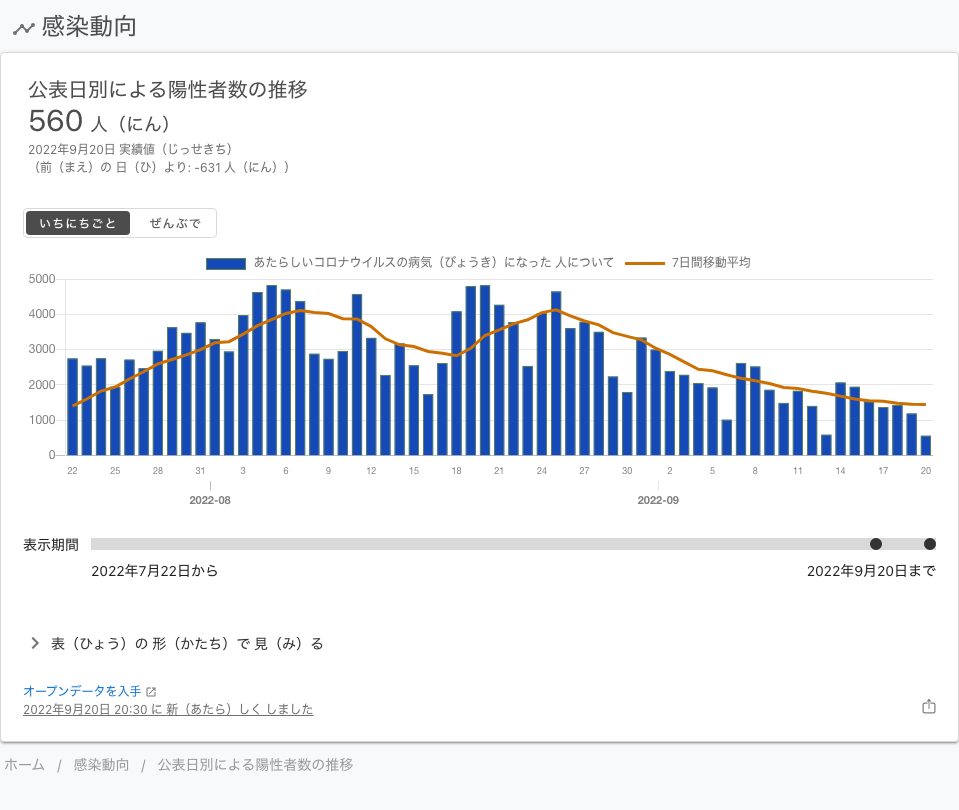 感染動向
公表日別による陽性者数の推移
560 人（にん）
2022年9月20日 実績値（じっせきち）
（前（まえ）の 日（ひ）より: -631 人（にん））
いちにちごと ぜんぶで
あたらしいコロナウイルスの病気（びょうき）になった 人について 7日間移動平均
5000
4000
3000
2000
1000
0
22 25 28 31 3 6 9 12 15 18 21 24 27 30 2 5 8 11 14 17 20
2022-08 2022-09
表示期間
2022年7月22日から 2022年9月20日まで
表（ひょう）の 形（かたち）で 見（み）る
オープンデータを入手
2022年9月20日 20:30 に 新（あたら）しく しました
ホーム / 感染動向 / 公表日別による陽性者数の推移